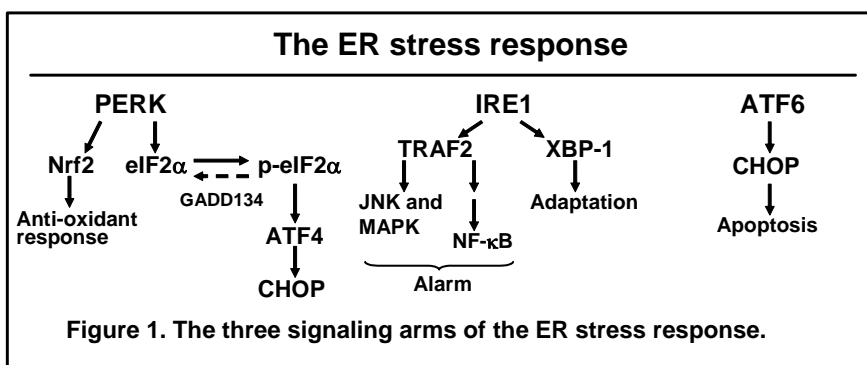 The ER stress response
PERK IRE1 ATF6
Nrf2 eIF2α p-eIF2α TRAF2 XBP-1 CHOP
GADD134
Anti-oxidant
response
ATF4
CHOP
JNK and
MAPK
NF-κB
Alarm
Adaptation
Apoptosis
Figure 1. The three signaling arms of the ER stress response.